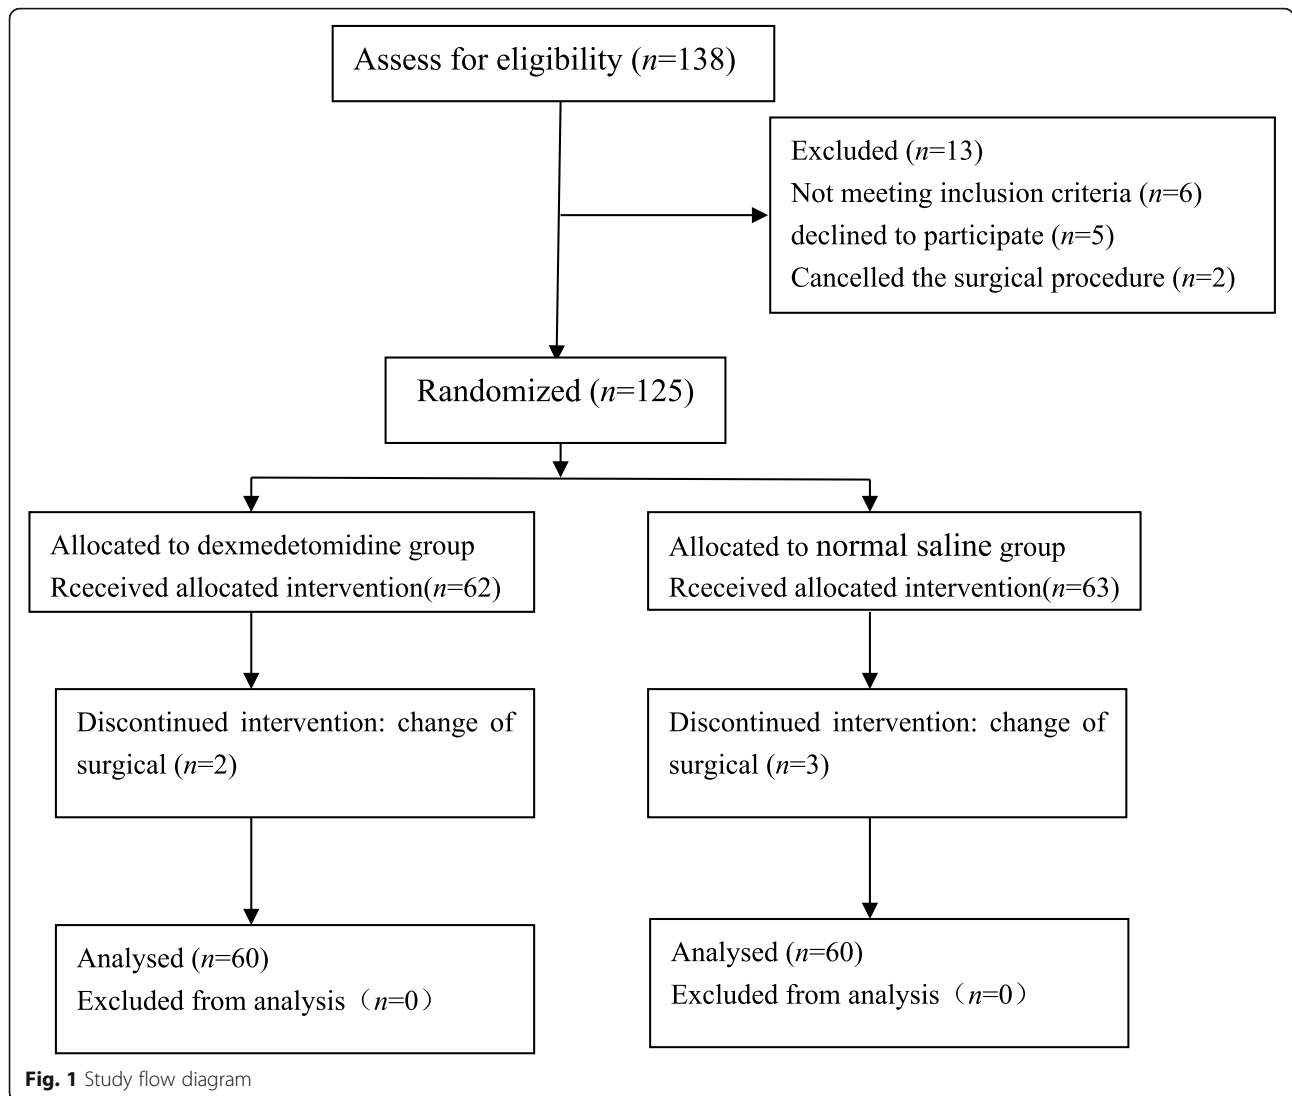 Assess for eligibility (n=138)
Excluded (n=13)
Not meeting inclusion criteria (n=6)
declined to participate (n=5)
Cancelled the surgical procedure (n=2)
Randomized (n=125)
Allocated to dexmedetomidine group
Rceceived allocated intervention(n=62)
Allocated to normal saline group
Rceceived allocated intervention(n=63)
Discontinued intervention: change of
surgical (n=2)
Discontinued intervention: change of
surgical (n=3)
Analysed (n=60)
Excluded from analysis（n=0）
Analysed (n=60)
Excluded from analysis（n=0）
Fig. 1 Study flow diagram